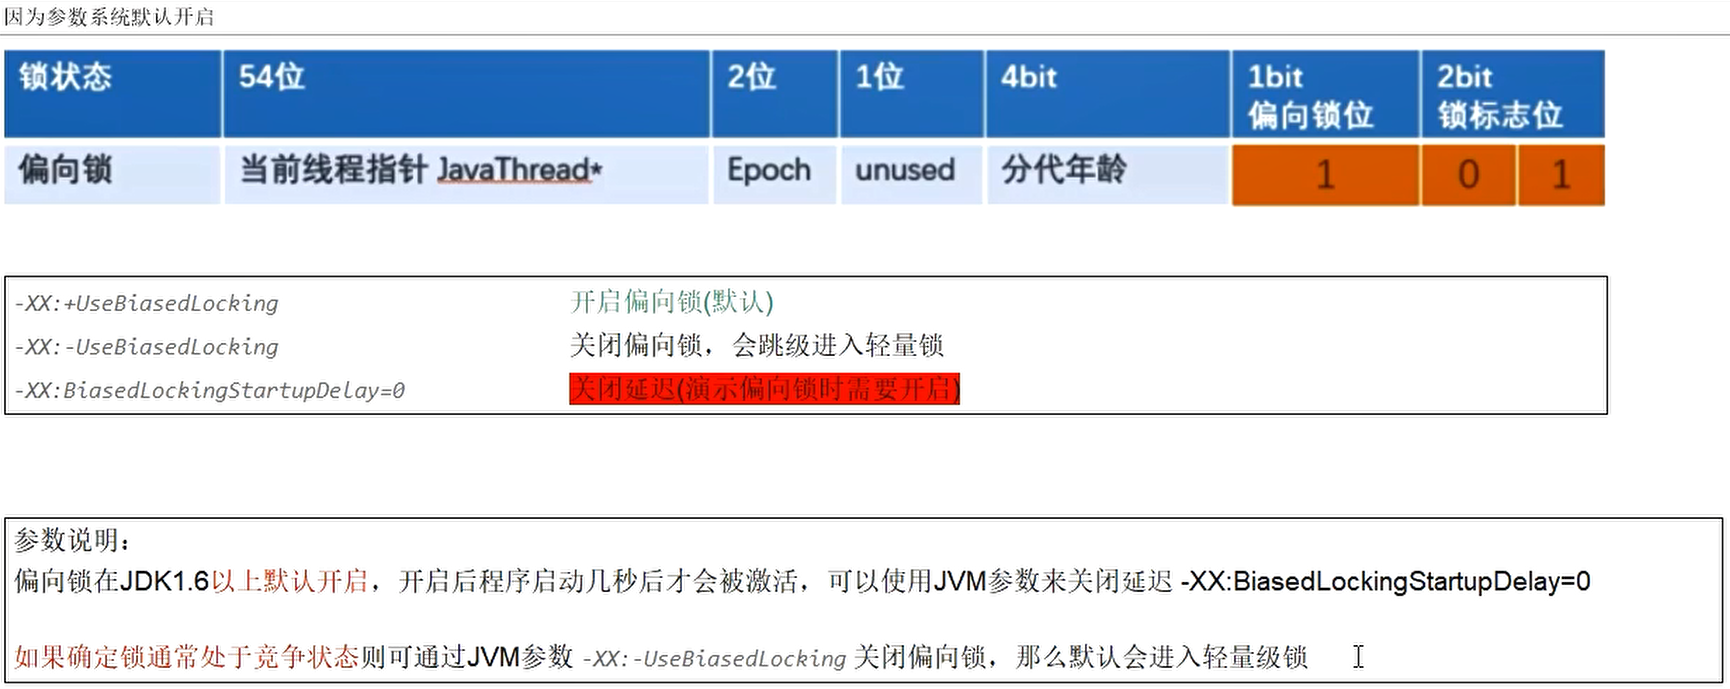 因为参数系统默认开启
锁状态 54位 2位 1位 4bit 1bit 2bit
偏向锁位 锁标志位
偏向锁 当前线程指针 JavaThread* Epoch unused 分代年龄 1 0 1
-XX:+UseBiasedLocking 开启偏向锁(默认)
-XX:-UseBiasedLocking 关闭偏向锁，会跳级进入轻量锁
-XX:BiasedLockingStartupDelay=0 关闭延迟(演示偏向锁时需要开启)
参数说明：
偏向锁在JDK1.6以上默认开启，开启后程序启动几秒后才会被激活，可以使用JVM参数来关闭延迟 -XX:BiasedLockingStartupDelay=0
如果确定锁通常处于竞争状态则可通过JVM参数 -XX:-UseBiasedLocking 关闭偏向锁，那么默认会进入轻量级锁